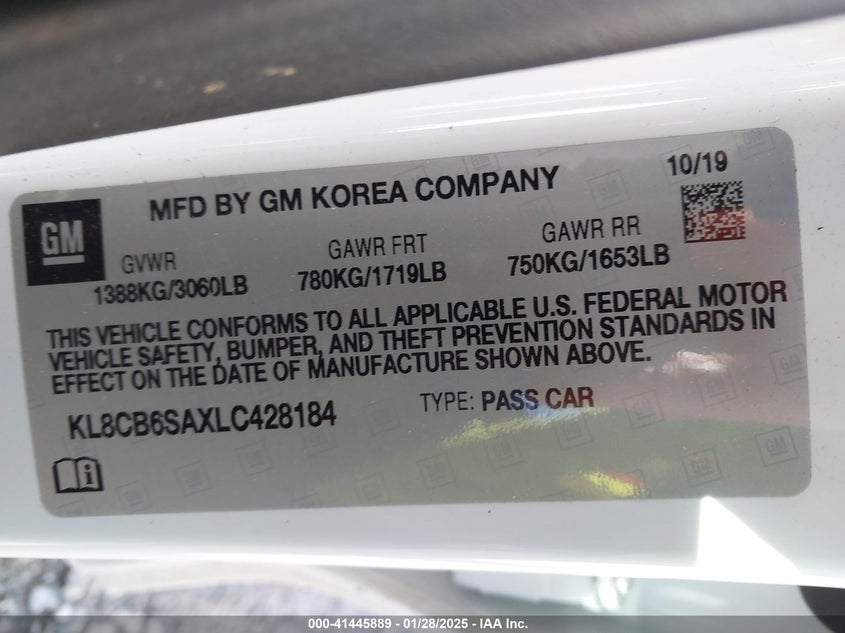 MFD BY GM KOREA COMPANY
10/19
GM
GVWR
1388KG/3060LB
GAWR FRT
780KG/1719LB
GAWR RR
750KG/1653LB
THIS VEHICLE CONFORMS TO ALL APPLICABLE U.S. FEDERAL MOTOR
VEHICLE SAFETY, BUMPER, AND THEFT PREVENTION STANDARDS IN
EFFECT ON THE DATE OF MANUFACTURE SHOWN ABOVE.
KL8CB6SAXLC428184
TYPE: PASS CAR
000-41445889 - 01/28/2025 - IAA Inc.